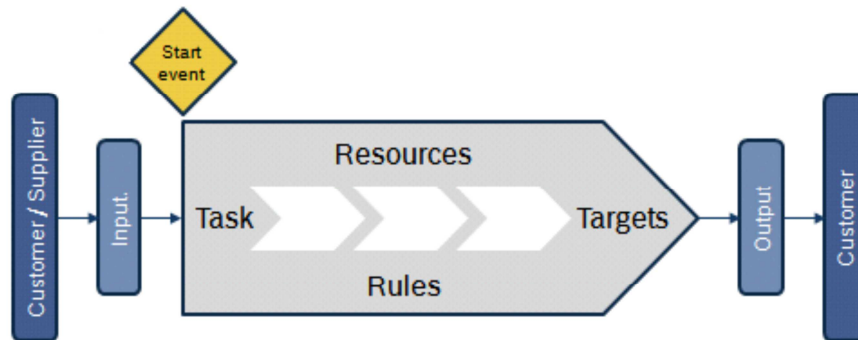 Start
event
Customer / Supplier
Input.
Resources
Task
Targets
Rules
Output
Customer